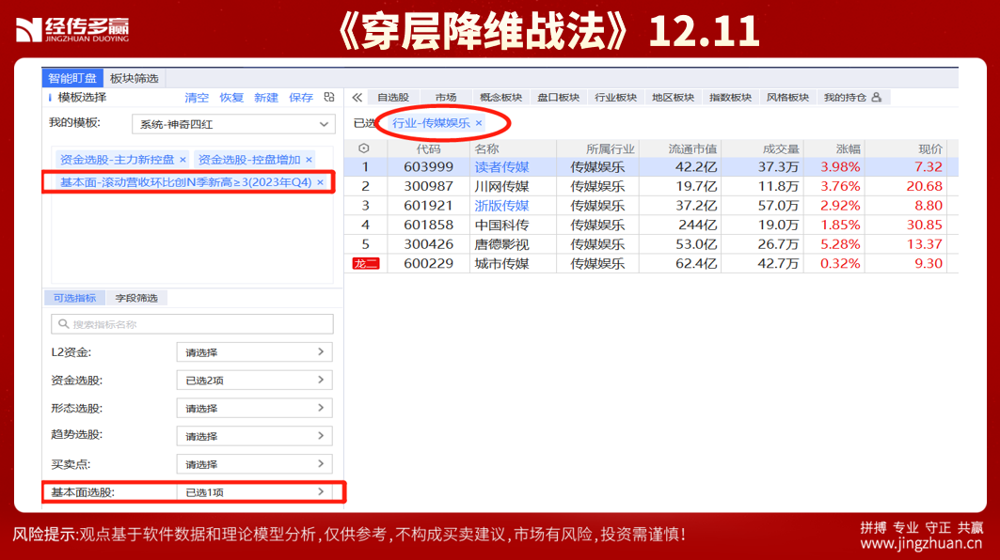 经传多赢
JINGZHUAN DUOYING
《穿层降维战法》 12.11
智能盯盘 板块筛选
模板选择 清空 恢复 新建 保存
自选股 市场 概念板块 盘口板块 行业板块 地区板块 指数板块 风格板块 我的持仓
我的模板: 系统-神奇四红
已选 行业-传媒娱乐 ×
代码 名称 所属行业 流通市值 成交量 涨幅 现价
资金选股-主力新控盘 × 资金选股-控盘增加 ×
基本面-滚动营收环比创N季新高≥3(2023年Q4) ×
1 603999 读者传媒 传媒娱乐 42.2亿 37.3万 3.98% 7.32
2 300987 川网传媒 传媒娱乐 19.7亿 11.8万 3.76% 20.68
3 601921 浙版传媒 传媒娱乐 37.2亿 57.0万 2.92% 8.80
4 601858 中国科传 传媒娱乐 244亿 19.0万 1.85% 30.85
5 300426 唐德影视 传媒娱乐 53.0亿 26.7万 5.28% 13.37
龙二 600229 城市传媒 传媒娱乐 62.4亿 42.7万 0.32% 9.30
可选指标 字段筛选
搜索指标名称
L2资金: 请选择
资金选股: 已选2项
形态选股: 请选择
趋势选股: 请选择
买卖点: 请选择
基本面选股: 已选1项
风险提示:观点基于软件数据和理论模型分析,仅供参考,不构成买卖建议,市场有风险,投资需谨慎!
拼搏 专业 守正 共赢
www.jingzhuan.cn